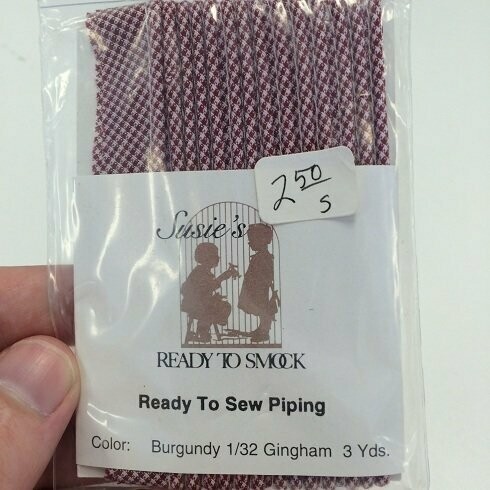 2 50
S
Susie's
READY TO SMOCK
Ready To Sew Piping
Color: Burgundy 1/32 Gingham 3 Yds.